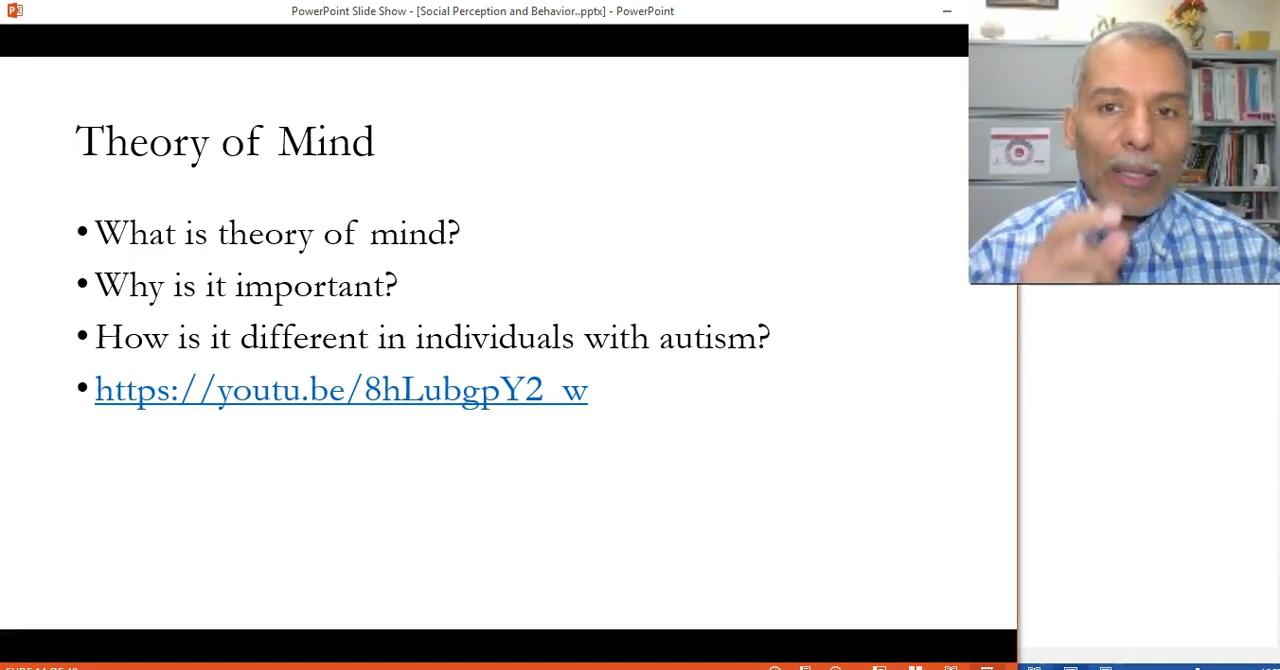 PowerPoint Slide Show - [Social Perception and Behavior..pptx] - PowerPoint
Theory of Mind
• What is theory of mind?
• Why is it important?
• How is it different in individuals with autism?
• https://youtu.be/8hLubgpY2_w